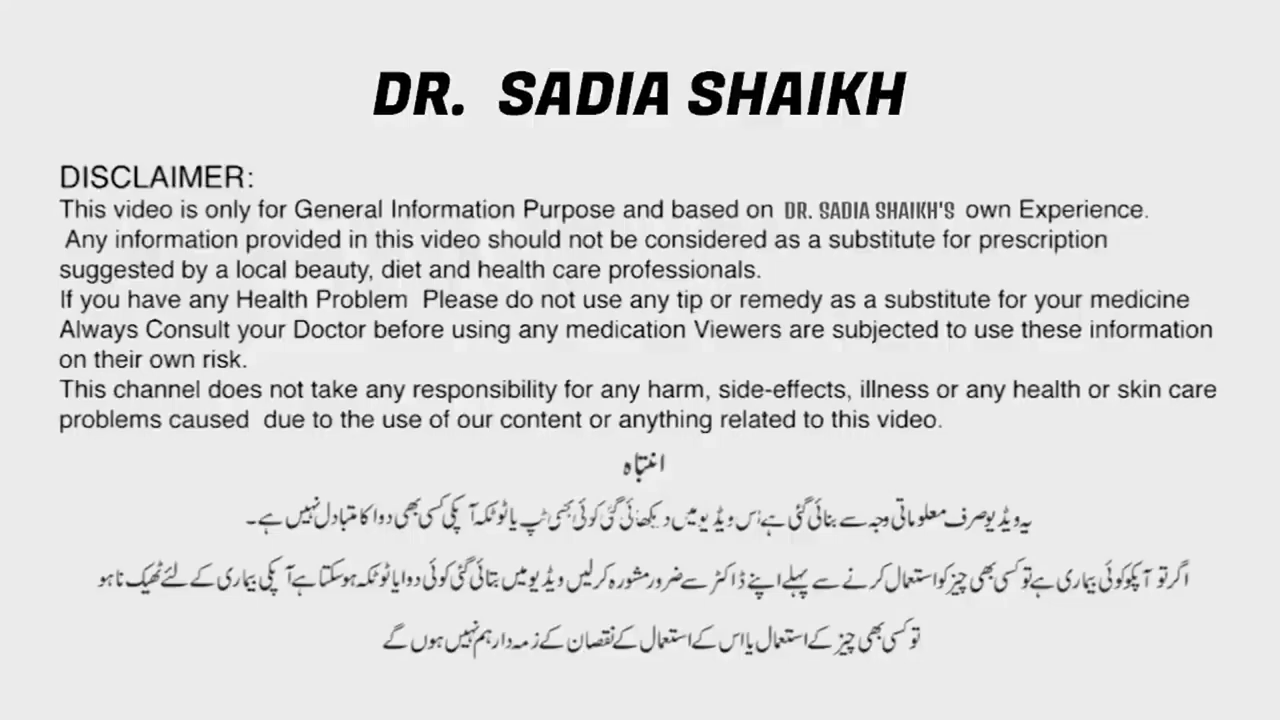 DR. SADIA SHAIKH
DISCLAIMER:
This video is only for General Information Purpose and based on DR. SADIA SHAIKH'S own Experience.
Any information provided in this video should not be considered as a substitute for prescription
suggested by a local beauty, diet and health care professionals.
If you have any Health Problem Please do not use any tip or remedy as a substitute for your medicine
Always Consult your Doctor before using any medication Viewers are subjected to use these information
on their own risk.
This channel does not take any responsibility for any harm, side-effects, illness or any health or skin care
problems caused due to the use of our content or anything related to this video.
انتباہ
یہ ویڈیو صرف معلوماتی وجہ سے بنائی گئی ہے اس ویڈیو میں دیکھائی گئی کوئی بھی ٹپ یا ٹوٹکہ آپکی کسی بھی دوا کا متبادل نہیں ہے۔
اگر تو آپکو کوئی بیماری ہے تو کسی بھی چیز کو استعمال کرنے سے پہلے اپنے ڈاکٹر سے ضرور مشورہ کر لیں ویڈیو میں بتائی گئی کوئی دوا یا ٹوٹکہ ہو سکتا ہے آپکی بیماری کے لئے ٹھیک نا ہو
تو کسی بھی چیز کے استعمال یا اس کے استعمال کے نقصان کے زمہ دار ہم نہیں ہوں گے